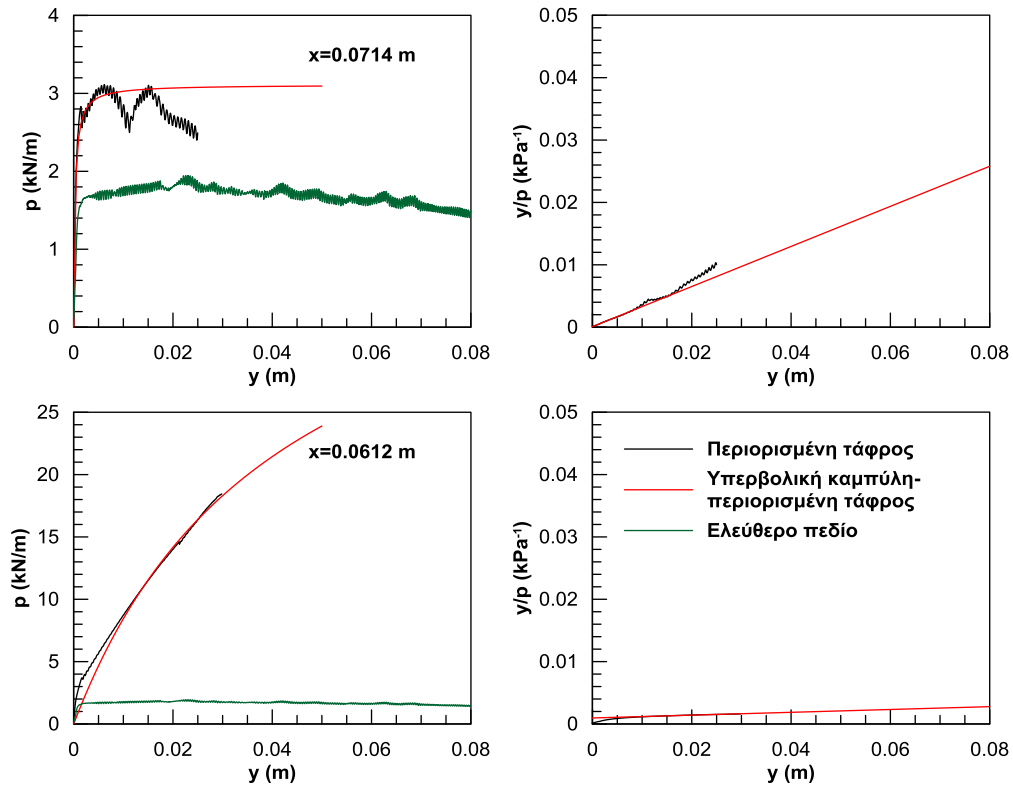 4
3
2
1
0
p (kN/m)
x=0.0714 m
0 0.02 0.04 0.06 0.08
y (m)
0.05
0.04
0.03
0.02
0.01
0
y/p (kPa⁻¹)
0 0.02 0.04 0.06 0.08
y (m)
25
20
15
10
5
0
p (kN/m)
x=0.0612 m
0 0.02 0.04 0.06 0.08
y (m)
0.05
0.04
0.03
0.02
0.01
0
y/p (kPa⁻¹)
Περιορισμένη τάφρος
Υπερβολική καμπύλη-
περιορισμένη τάφρος
Ελεύθερο πεδίο
0 0.02 0.04 0.06 0.08
y (m)